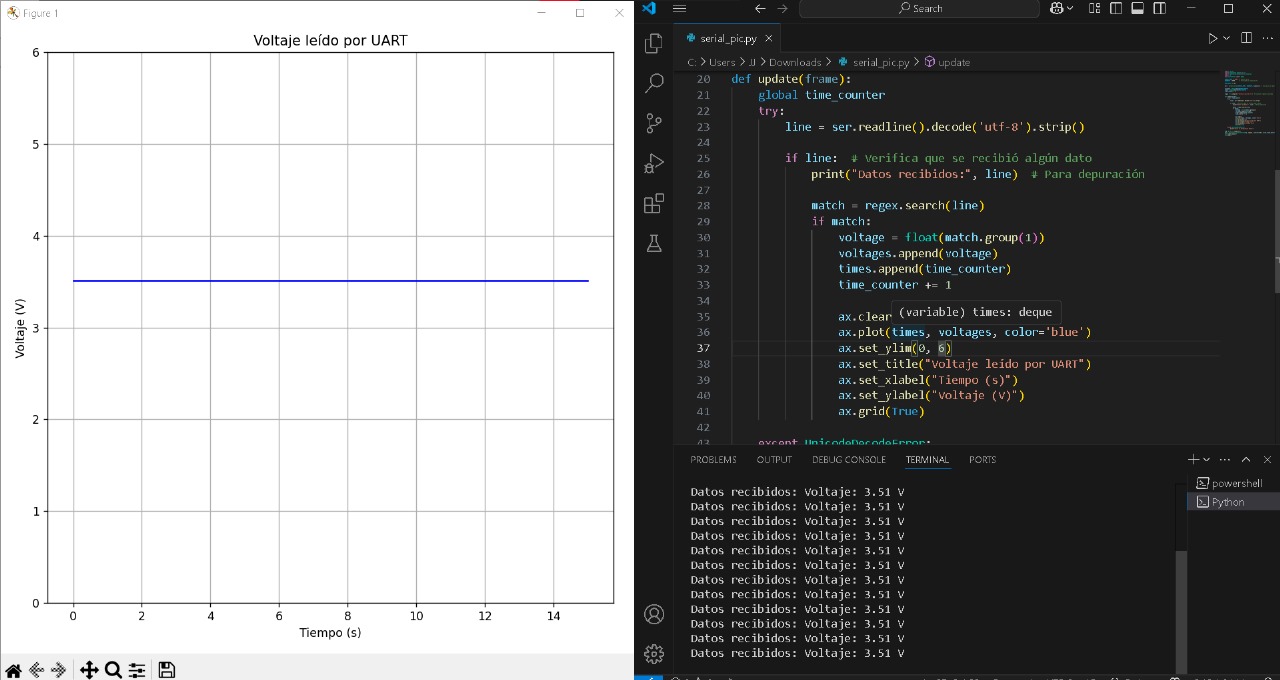 Figure 1
Voltaje leído por UART
6
5
4
3
2
1
0
Voltaje (V)
0 2 4 6 8 10 12 14
Tiempo (s)
Search
serial_pic.py
C: > Users > JJ > Downloads > serial_pic.py > update
20 def update(frame):
21 global time_counter
22 try:
23 line = ser.readline().decode('utf-8').strip()
24
25 if line: # Verifica que se recibió algún dato
26 print("Datos recibidos:", line) # Para depuración
27
28 match = regex.search(line)
29 if match:
30 voltage = float(match.group(1))
31 voltages.append(voltage)
32 times.append(time_counter)
33 time_counter += 1
34
(variable) times: deque
35 ax.clear
36 ax.plot(times, voltages, color='blue')
37 ax.set_ylim(0, 6)
38 ax.set_title("Voltaje leído por UART")
39 ax.set_xlabel("Tiempo (s)")
40 ax.set_ylabel("Voltaje (V)")
41 ax.grid(True)
42
43 except UnicodeDecodeError:
PROBLEMS OUTPUT DEBUG CONSOLE TERMINAL PORTS
powershell
Python
Datos recibidos: Voltaje: 3.51 V
Datos recibidos: Voltaje: 3.51 V
Datos recibidos: Voltaje: 3.51 V
Datos recibidos: Voltaje: 3.51 V
Datos recibidos: Voltaje: 3.51 V
Datos recibidos: Voltaje: 3.51 V
Datos recibidos: Voltaje: 3.51 V
Datos recibidos: Voltaje: 3.51 V
Datos recibidos: Voltaje: 3.51 V
Datos recibidos: Voltaje: 3.51 V
Datos recibidos: Voltaje: 3.51 V
Datos recibidos: Voltaje: 3.51 V